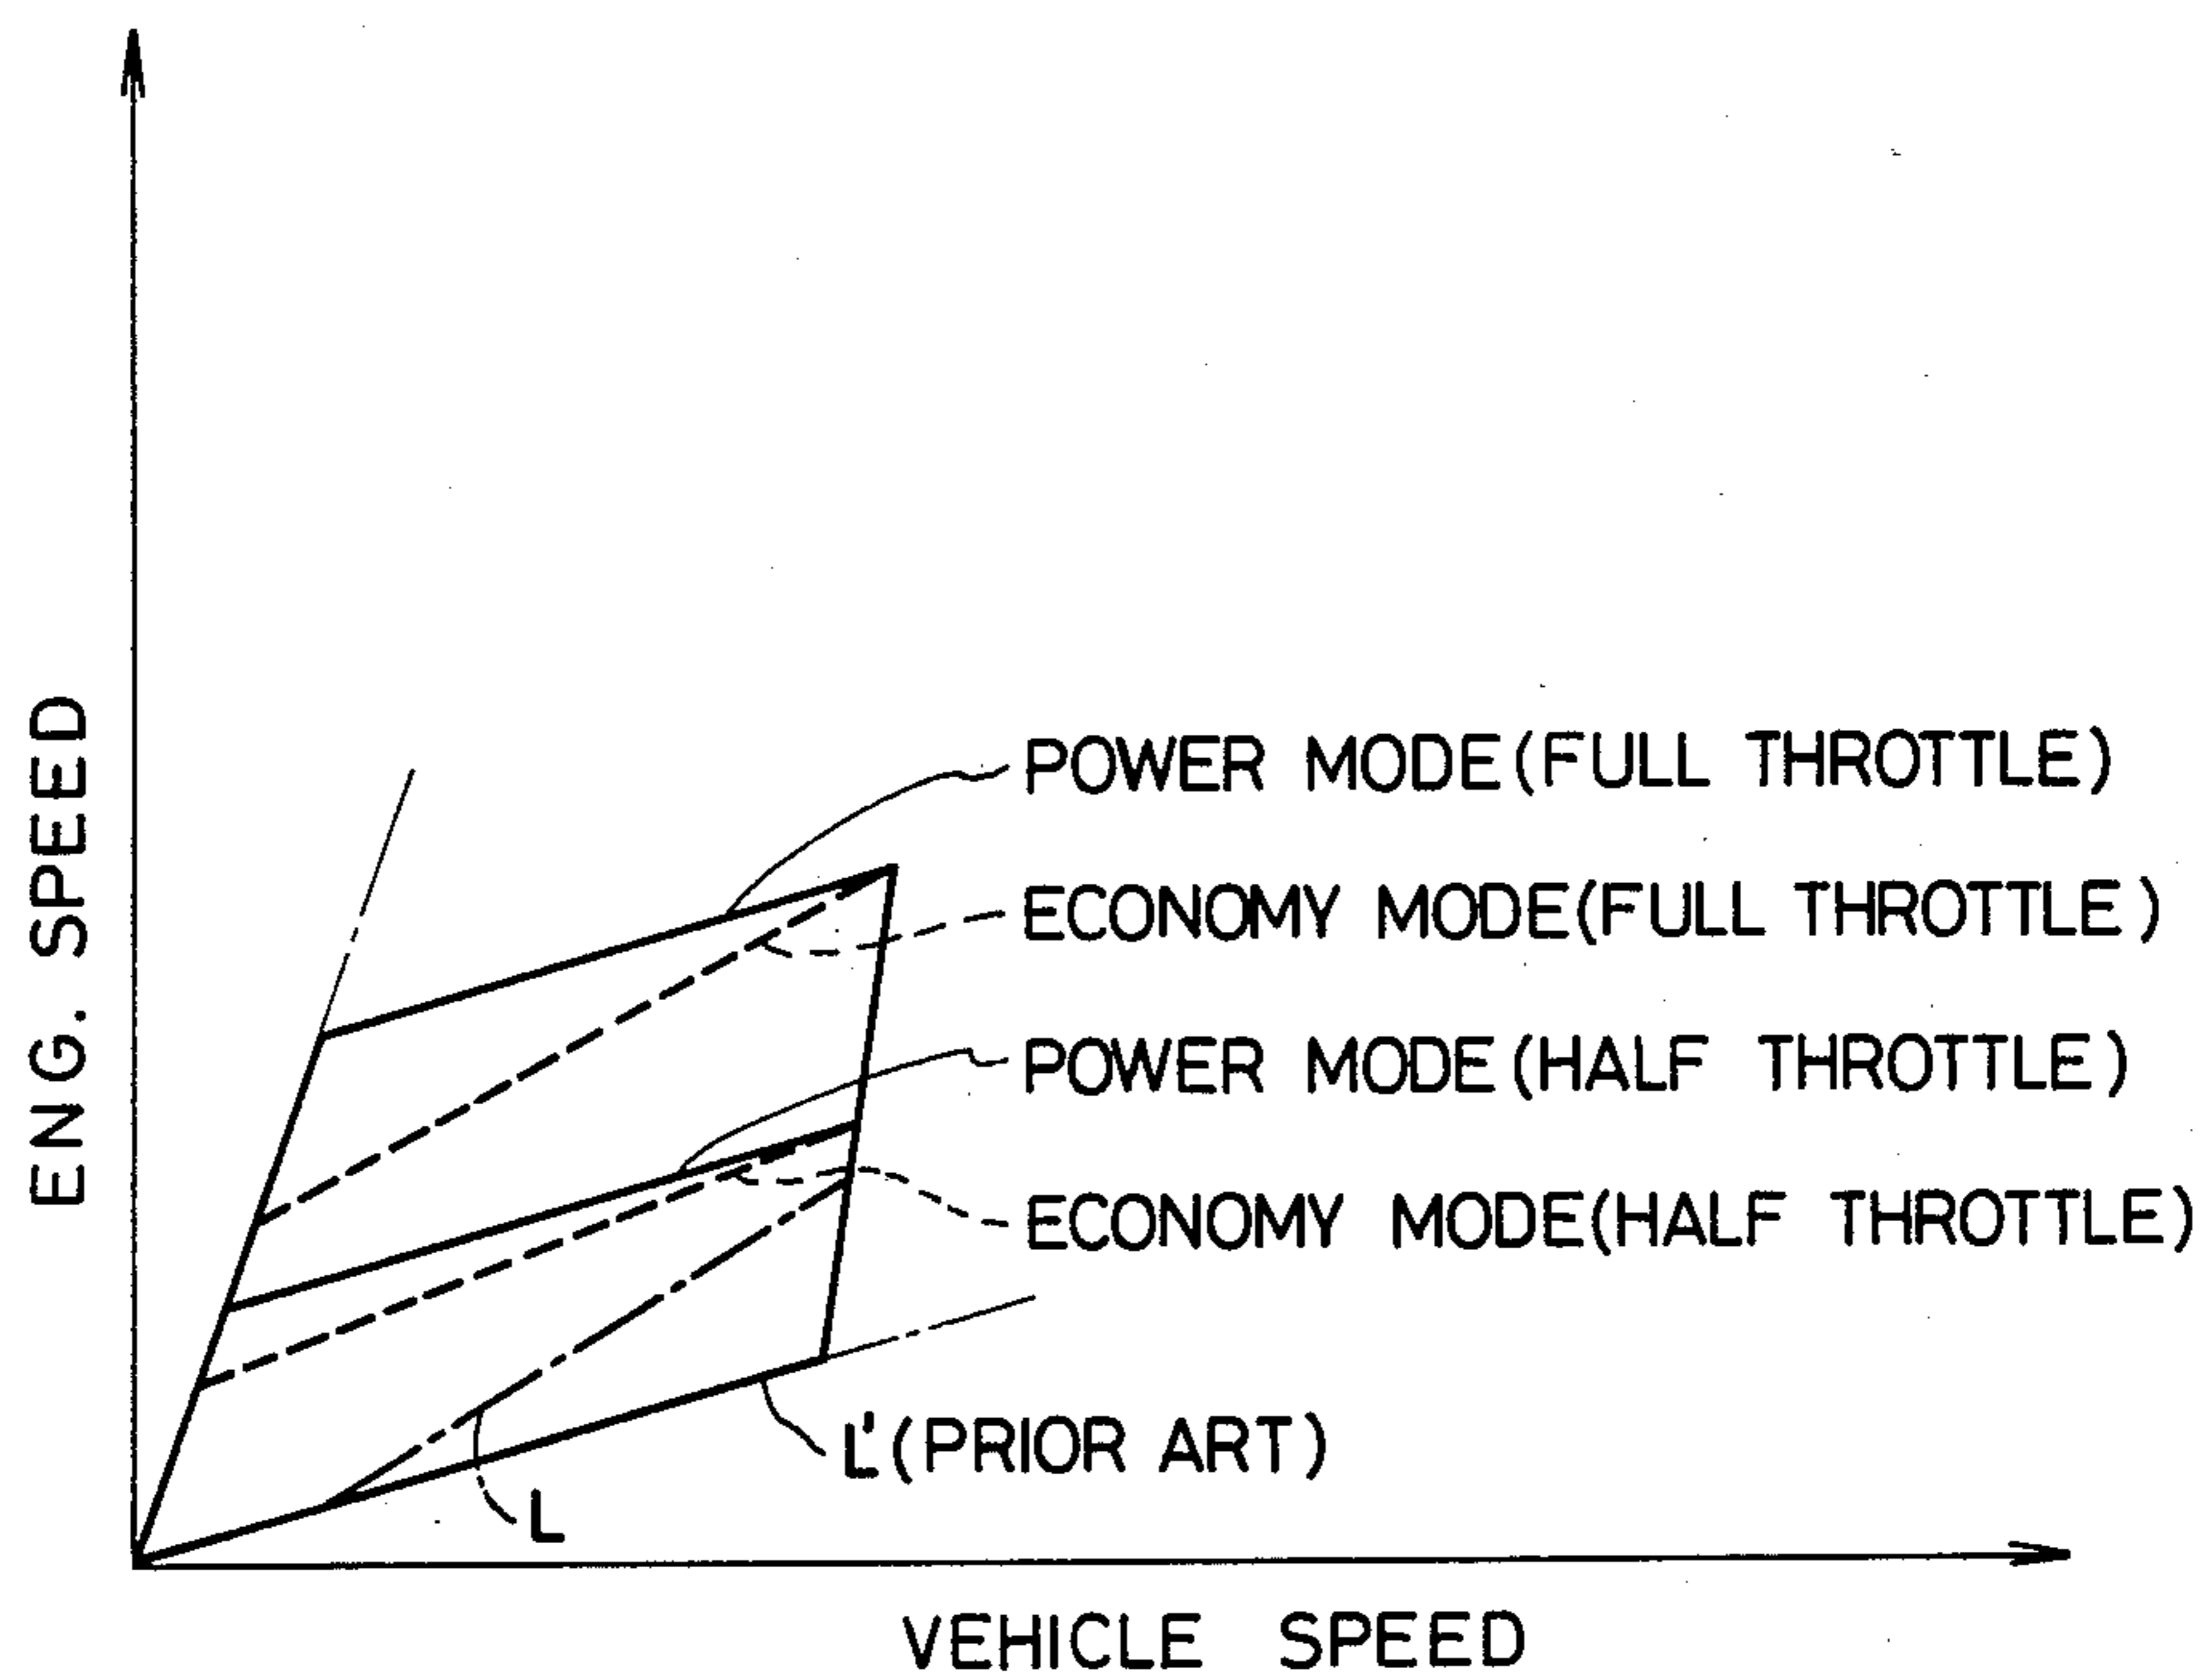 ENG. SPEED
POWER MODE(FULL THROTTLE)
ECONOMY MODE(FULL THROTTLE)
POWER MODE(HALF THROTTLE)
ECONOMY MODE(HALF THROTTLE)
L'(PRIOR ART)
L
VEHICLE SPEED